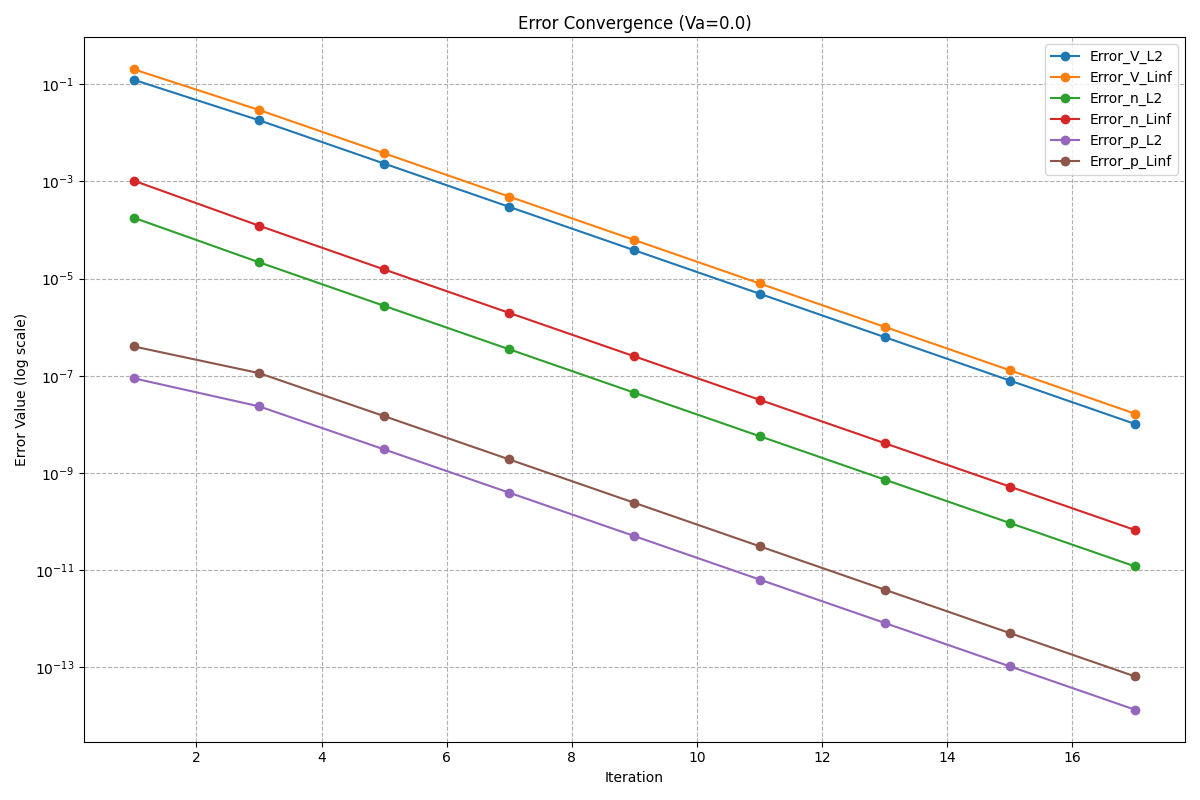 Error Convergence (Va=0.0)
Error_V_L2
Error_V_Linf
Error_n_L2
Error_n_Linf
Error_p_L2
Error_p_Linf
Error Value (log scale)
10⁻¹
10⁻³
10⁻⁵
10⁻⁷
10⁻⁹
10⁻¹¹
10⁻¹³
2 4 6 8 10 12 14 16
Iteration